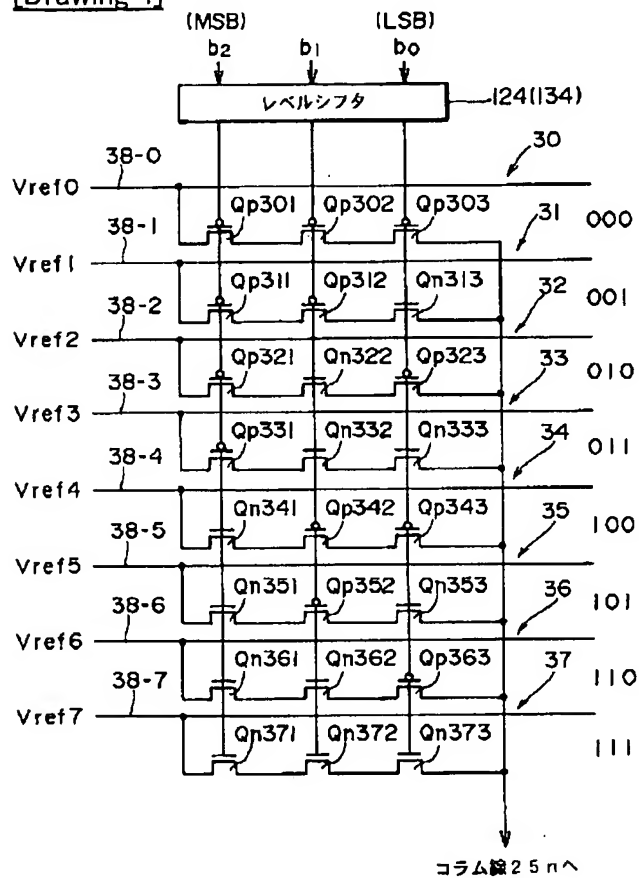 [Drawing 4]
(MSB) (LSB)
b2 b1 b0
レベルシフタ 124(134)
38-0 30
Vref0
Qp301 Qp302 Qp303 31 000
38-1
Vref1
Qp311 Qp312 Qn313 32 001
38-2
Vref2
Qp321 Qn322 Qp323 33 010
38-3
Vref3
Qp331 Qn332 Qn333 34 011
38-4
Vref4
Qn341 Qp342 Qp343 35 100
38-5
Vref5
Qn351 Qp352 Qn353 36 101
38-6
Vref6
Qn361 Qn362 Qp363 37 110
38-7
Vref7
Qn371 Qn372 Qn373 111
コラム線25nへ